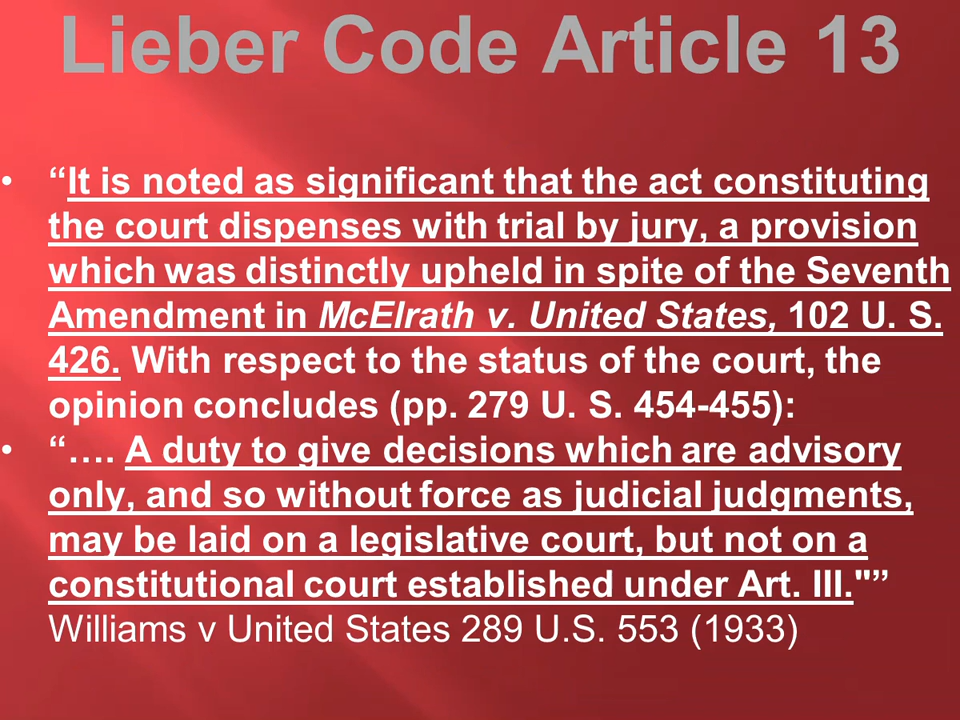 Lieber Code Article 13
• “It is noted as significant that the act constituting
the court dispenses with trial by jury, a provision
which was distinctly upheld in spite of the Seventh
Amendment in McElrath v. United States, 102 U. S.
426. With respect to the status of the court, the
opinion concludes (pp. 279 U. S. 454-455):
• “…. A duty to give decisions which are advisory
only, and so without force as judicial judgments,
may be laid on a legislative court, but not on a
constitutional court established under Art. III."”
Williams v United States 289 U.S. 553 (1933)